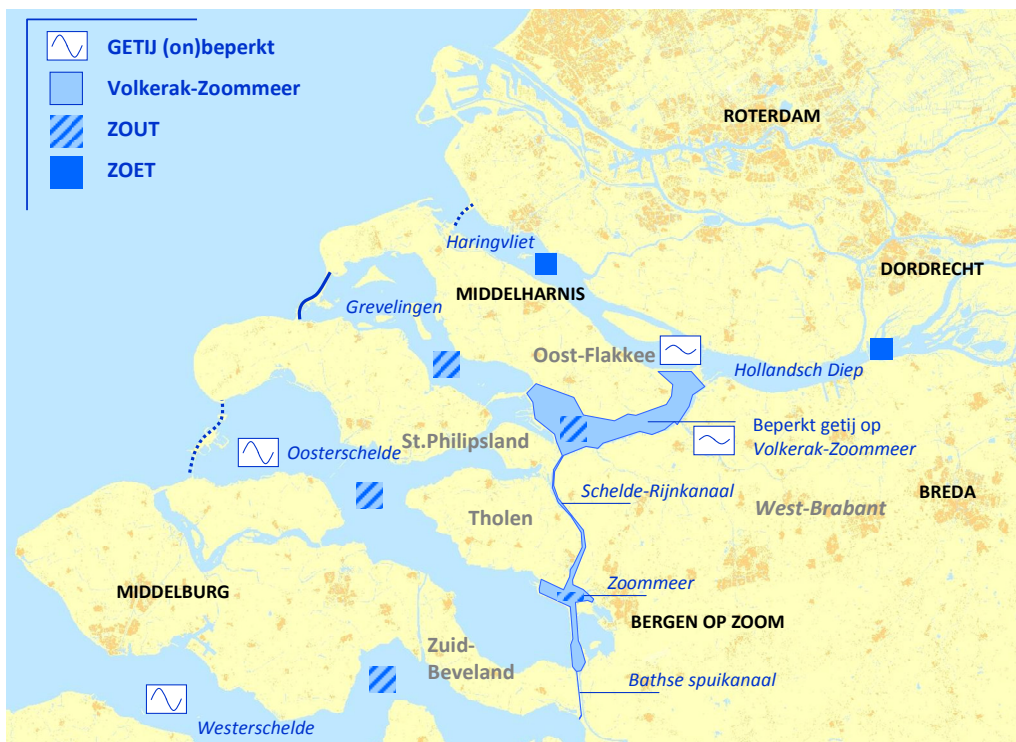 GETIJ (on)beperkt
Volkerak-Zoommeer
ZOUT
ZOET
ROTERDAM
Haringvliet
DORDRECHT
MIDDELHARNIS
Grevelingen
Oost-Flakkee
Hollandsch Diep
Beperkt getij op
Volkerak-Zoommeer
St.Philipsland
Oosterschelde
Schelde-Rijnkanaal
BREDA
West-Brabant
Tholen
Zoommeer
MIDDELBURG
BERGEN OP ZOOM
Zuid-
Beveland
Bathse spuikanaal
Westerschelde